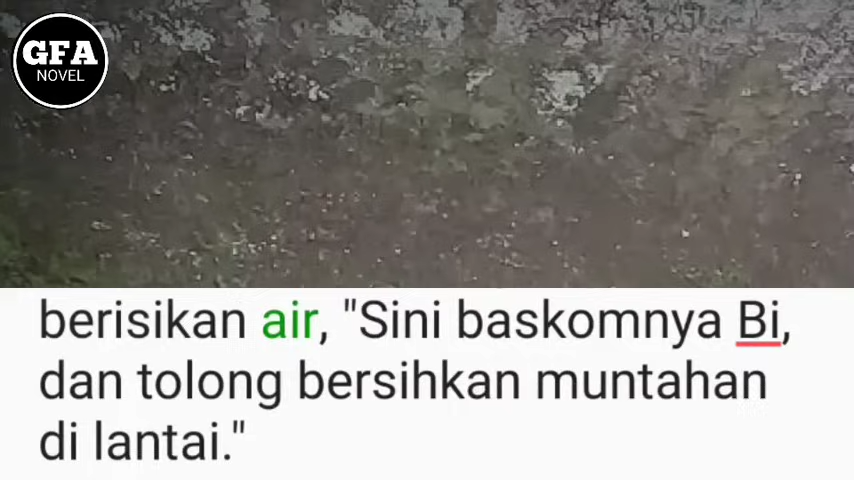 GFA
NOVEL
berisikan air, "Sini baskomnya Bi,
dan tolong bersihkan muntahan
di lantai."